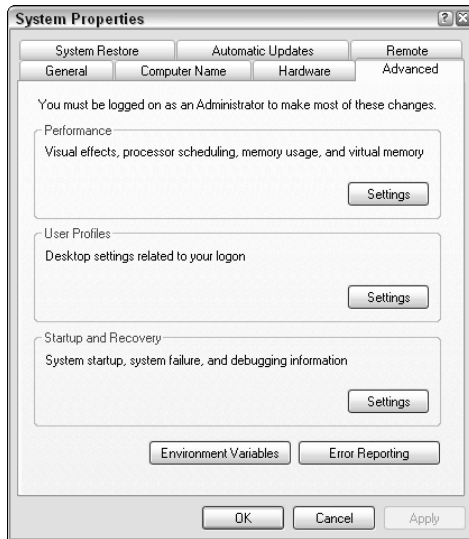 System Properties
System Restore Automatic Updates Remote
General Computer Name Hardware Advanced
You must be logged on as an Administrator to make most of these changes.
Performance
Visual effects, processor scheduling, memory usage, and virtual memory
Settings
User Profiles
Desktop settings related to your logon
Settings
Startup and Recovery
System startup, system failure, and debugging information
Settings
Environment Variables Error Reporting
OK Cancel Apply